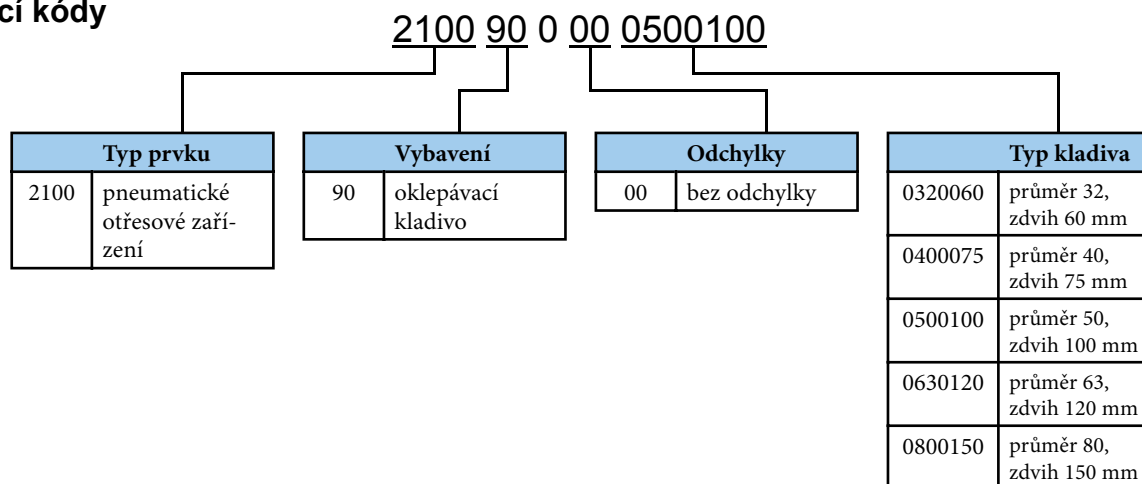 cí kódy
2100 90 0 00 0500100
Typ prvku
2100 pneumatické
otřesové zaří-
zení
Vybavení
90 oklepávací
kladivo
Odchylky
00 bez odchylky
Typ kladiva
0320060 průměr 32,
zdvih 60 mm
0400075 průměr 40,
zdvih 75 mm
0500100 průměr 50,
zdvih 100 mm
0630120 průměr 63,
zdvih 120 mm
0800150 průměr 80,
zdvih 150 mm